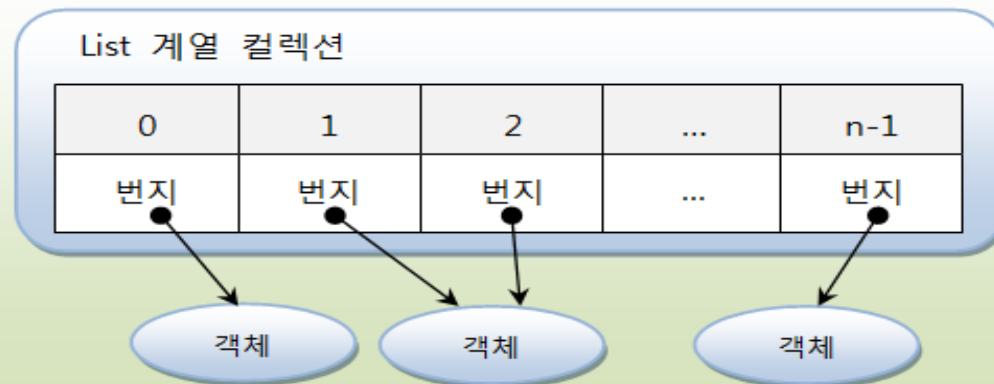 List 계열 컬렉션
0 1 2 ... n-1
번지 번지 번지 ... 번지
객체 객체 객체